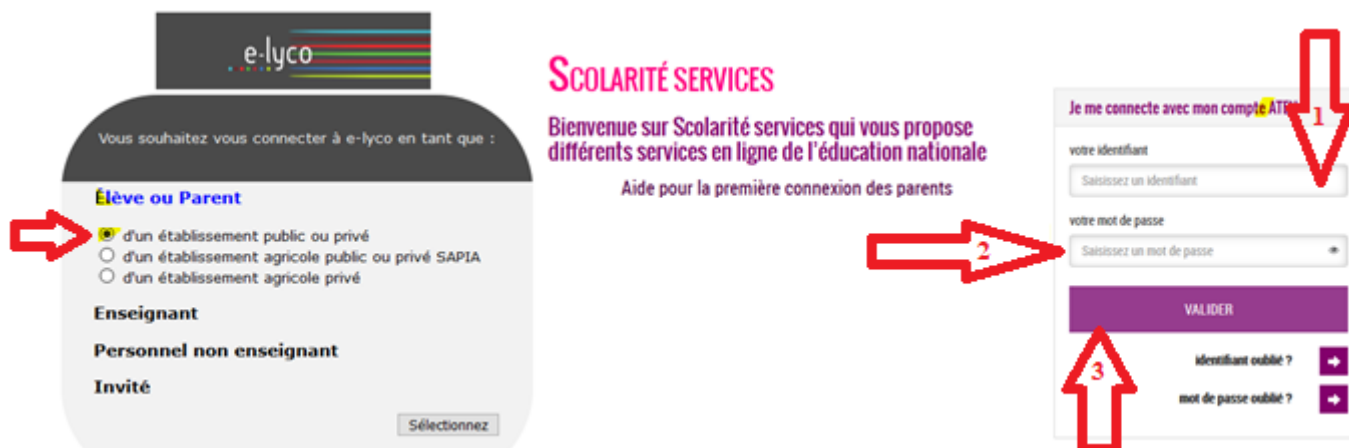 e-lyco
Vous souhaitez vous connecter à e-lyco en tant que :
Élève ou Parent
d'un établissement public ou privé
d'un établissement agricole public ou privé SAPIA
d'un établissement agricole privé
Enseignant
Personnel non enseignant
Invité
Sélectionnez
SCOLARITÉ SERVICES
Bienvenue sur Scolarité services qui vous propose
différents services en ligne de l'éducation nationale
Aide pour la première connexion des parents
Je me connecte avec mon compte
1
votre identifiant
Saisissez un identifiant
votre mot de passe
2
Saisissez un mot de passe
VALIDER
3
identifiant oublié ?
mot de passe oublié ?